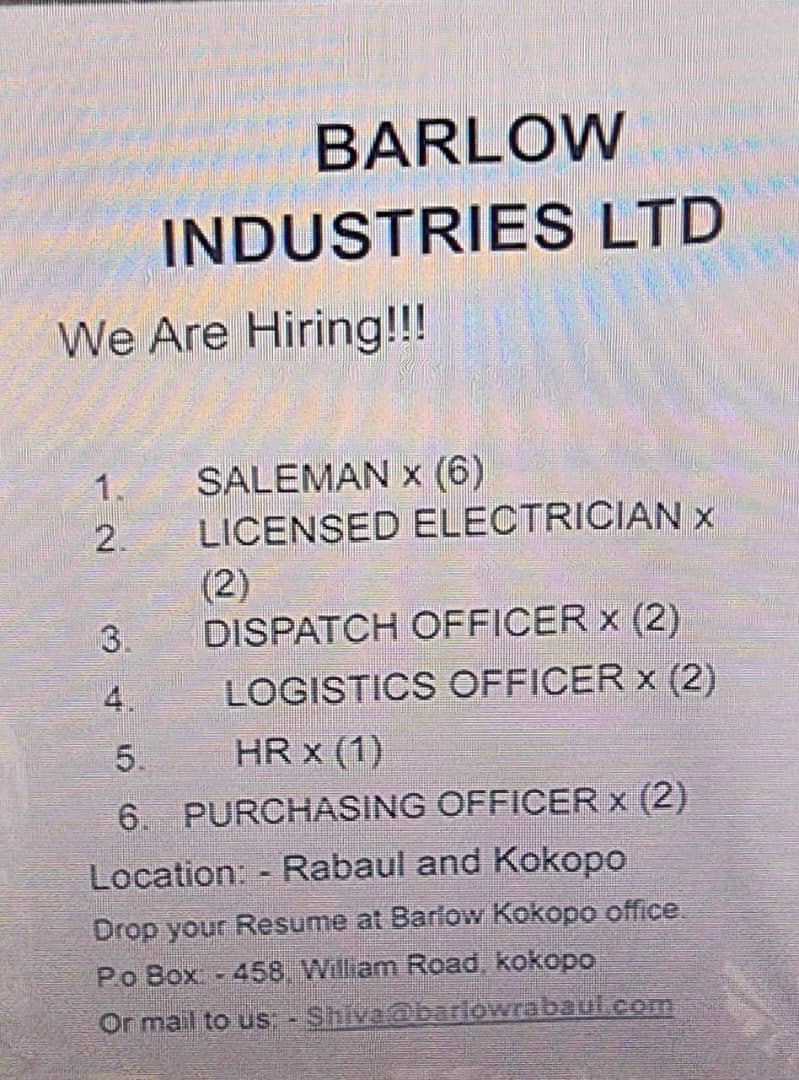 BARLOW
INDUSTRIES LTD
We Are Hiring!!!
1. SALEMAN x (6)
2. LICENSED ELECTRICIAN x
(2)
3. DISPATCH OFFICER x (2)
4. LOGISTICS OFFICER x (2)
5. HR x (1)
6. PURCHASING OFFICER x (2)
Location: - Rabaul and Kokopo
Drop your Resume at Barlow Kokopo office.
P.o Box: - 458, William Road, kokopo
Or mail to us: - Shiva@barlowrabaul.com